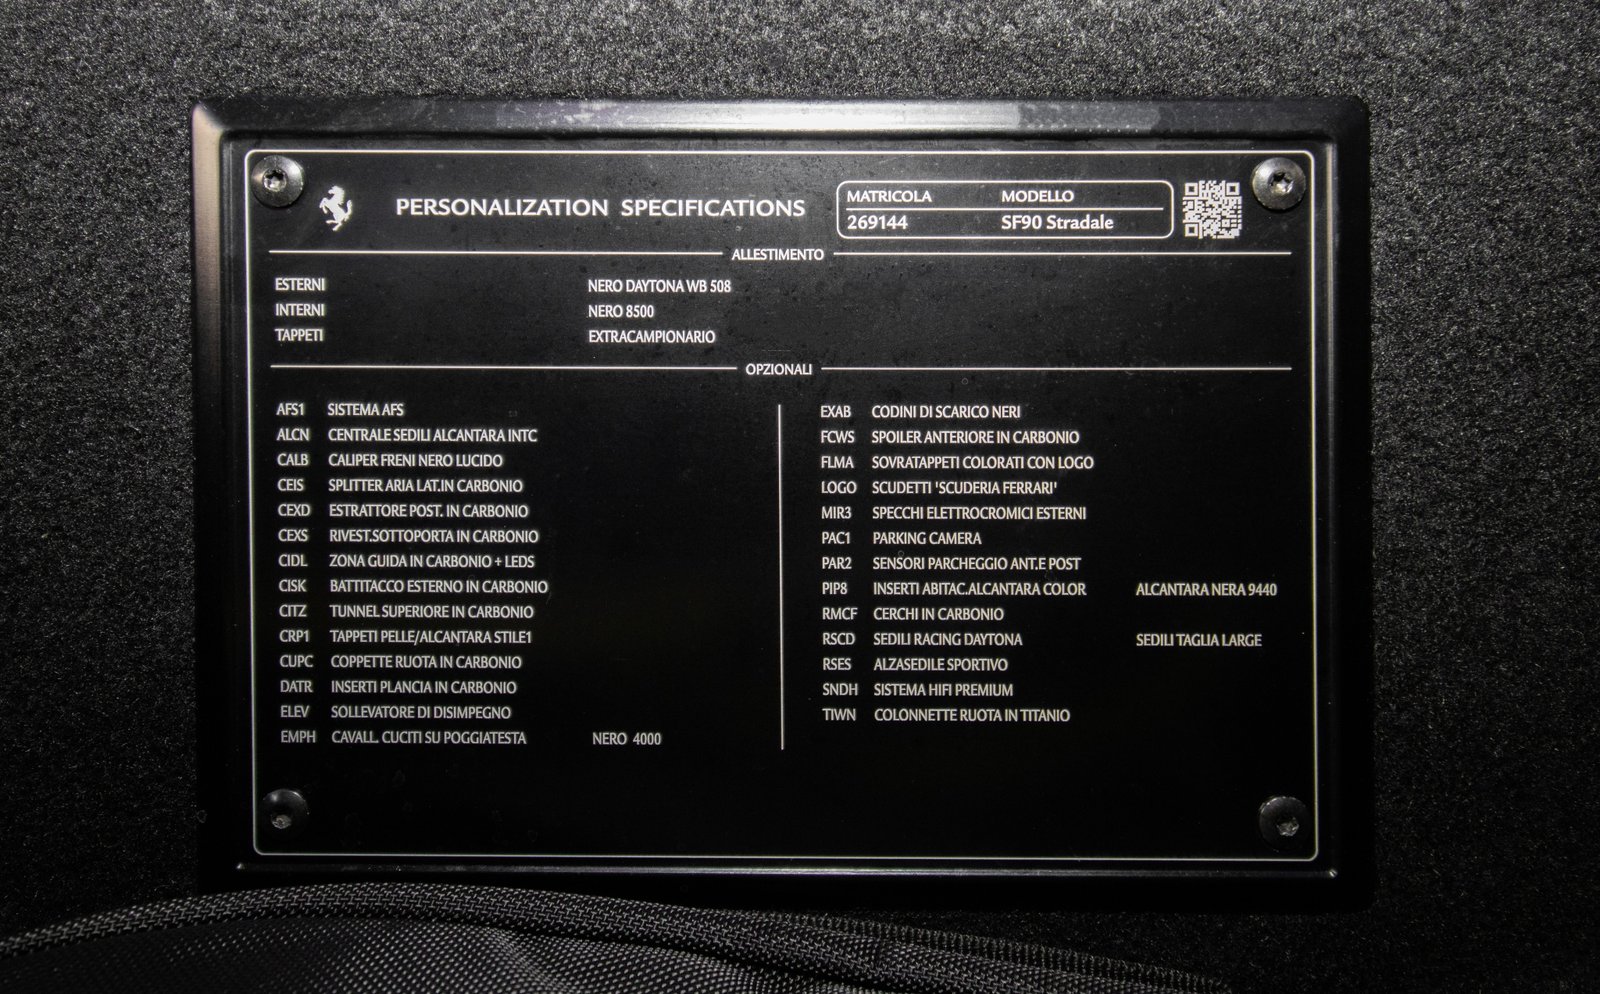 PERSONALIZATION SPECIFICATIONS
MATRICOLA MODELLO
269144 SF90 Stradale
ALLESTIMENTO
ESTERNI NERO DAYTONA WB 508
INTERNI NERO 8500
TAPPETI EXTRACAMPIONARIO
OPZIONALI
AFS1 SISTEMA AFS
ALCN CENTRALE SEDILI ALCANTARA INTC
CALB CALIPER FRENI NERO LUCIDO
CEIS SPLITTER ARIA LAT.IN CARBONIO
CEXD ESTRATTORE POST. IN CARBONIO
CEXS RIVEST.SOTTOPORTA IN CARBONIO
CIDL ZONA GUIDA IN CARBONIO + LEDS
CISK BATTITACCO ESTERNO IN CARBONIO
CITZ TUNNEL SUPERIORE IN CARBONIO
CRP1 TAPPETI PELLE/ALCANTARA STILE1
CUPC COPPETTE RUOTA IN CARBONIO
DATR INSERTI PLANCIA IN CARBONIO
ELEV SOLLEVATORE DI DISIMPEGNO
EMPH CAVALL. CUCITI SU POGGIATESTA NERO 4000
EXAB CODINI DI SCARICO NERI
FCWS SPOILER ANTERIORE IN CARBONIO
FLMA SOVRATAPPETI COLORATI CON LOGO
LOGO SCUDETTI 'SCUDERIA FERRARI'
MIR3 SPECCHI ELETTROCROMICI ESTERNI
PAC1 PARKING CAMERA
PAR2 SENSORI PARCHEGGIO ANT.E POST
PIP8 INSERTI ABITAC.ALCANTARA COLOR ALCANTARA NERA 9440
RMCF CERCHI IN CARBONIO
RSCD SEDILI RACING DAYTONA SEDILI TAGLIA LARGE
RSES ALZASEDILE SPORTIVO
SNDH SISTEMA HIFI PREMIUM
TIWN COLONNETTE RUOTA IN TITANIO